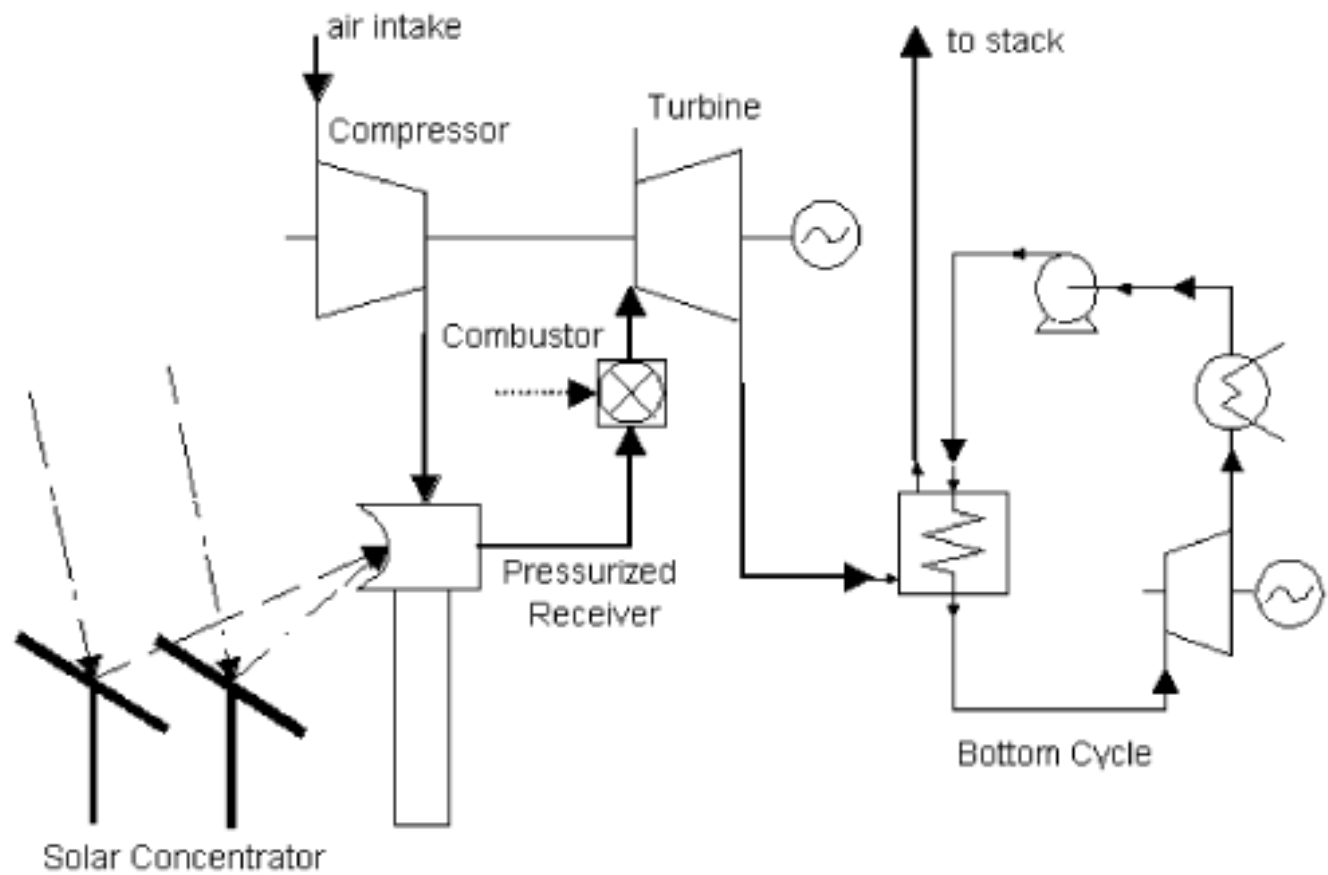 air intake
to stack
Turbine
Compressor
Combustor
Pressurized
Receiver
Bottom Cycle
Solar Concentrator